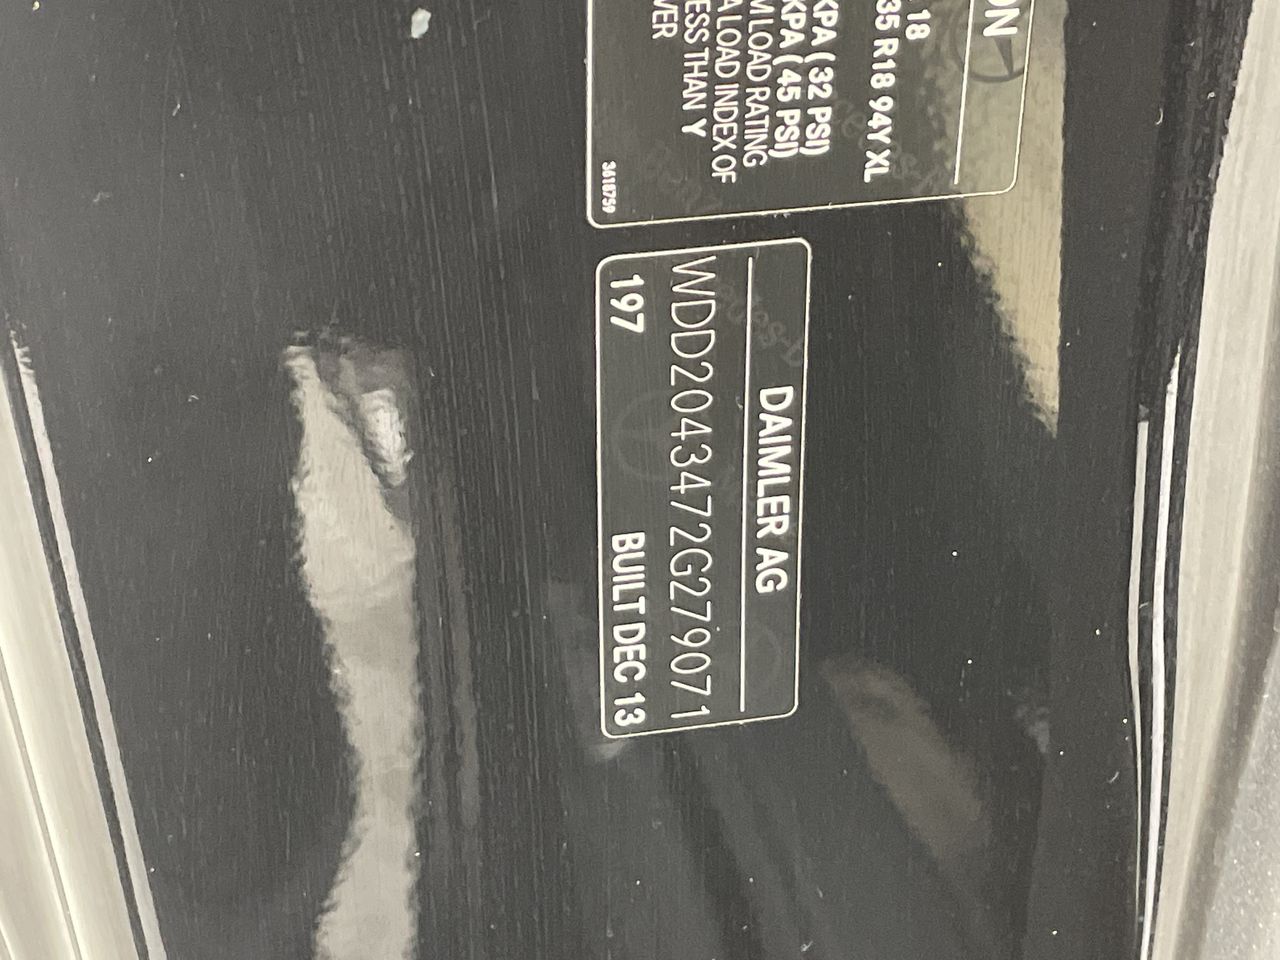 ON
18
35 R18 94Y XL
KPA (32 PSI)
KPA (45 PSI)
M LOAD RATING
A LOAD INDEX OF
ESS THAN Y
VER
3618759
DAIMLER AG
WDD2043472G279071
197 BUILT DEC 13